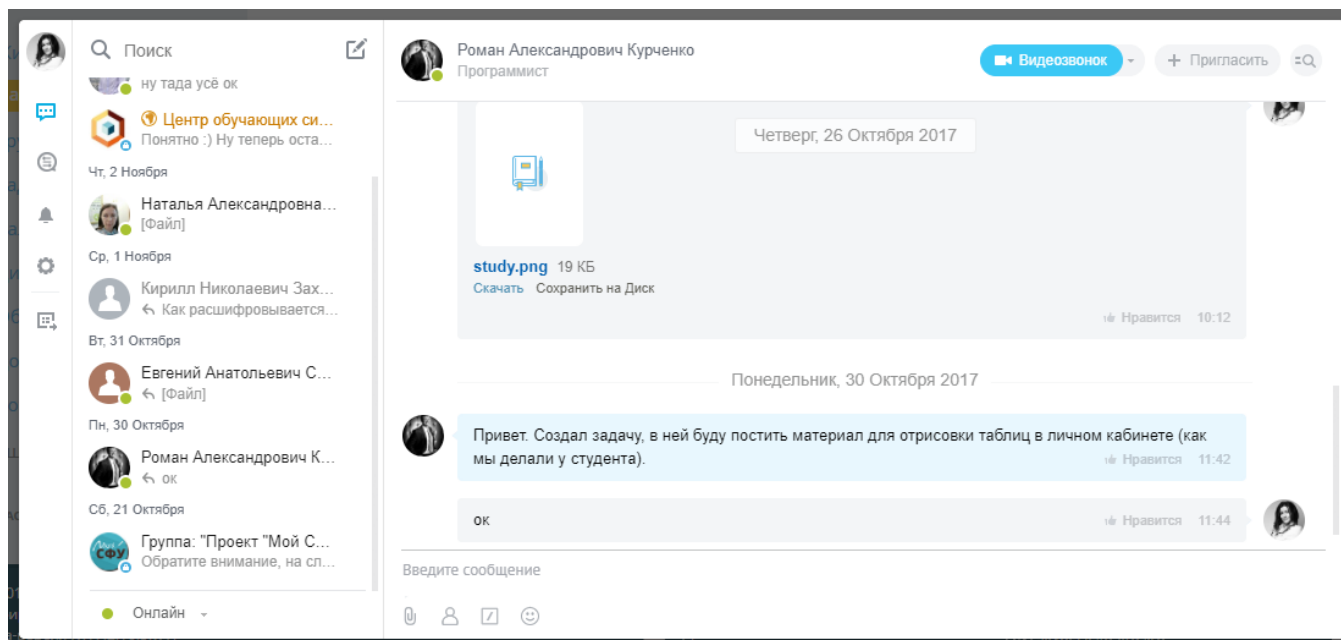 Поиск
ну тада усё ок
Центр обучающих си...
Понятно :) Ну теперь оста...
Чт, 2 Ноября
Наталья Александровна...
[Файл]
Ср, 1 Ноября
Кирилл Николаевич Зах...
Как расшифровывается...
Вт, 31 Октября
Евгений Анатольевич С...
[Файл]
Пн, 30 Октября
Роман Александрович К...
ок
Сб, 21 Октября
Группа: "Проект "Мой С...
Обратите внимание, на сл...
СФУ
Онлайн
Роман Александрович Курченко
Программист
Видеозвонок
+ Пригласить
Четверг, 26 Октября 2017
study.png 19 КБ
Скачать Сохранить на Диск
Нравится 10:12
Понедельник, 30 Октября 2017
Привет. Создал задачу, в ней буду постить материал для отрисовки таблиц в личном кабинете (как
мы делали у студента).
Нравится 11:42
ок
Нравится 11:44
Введите сообщение